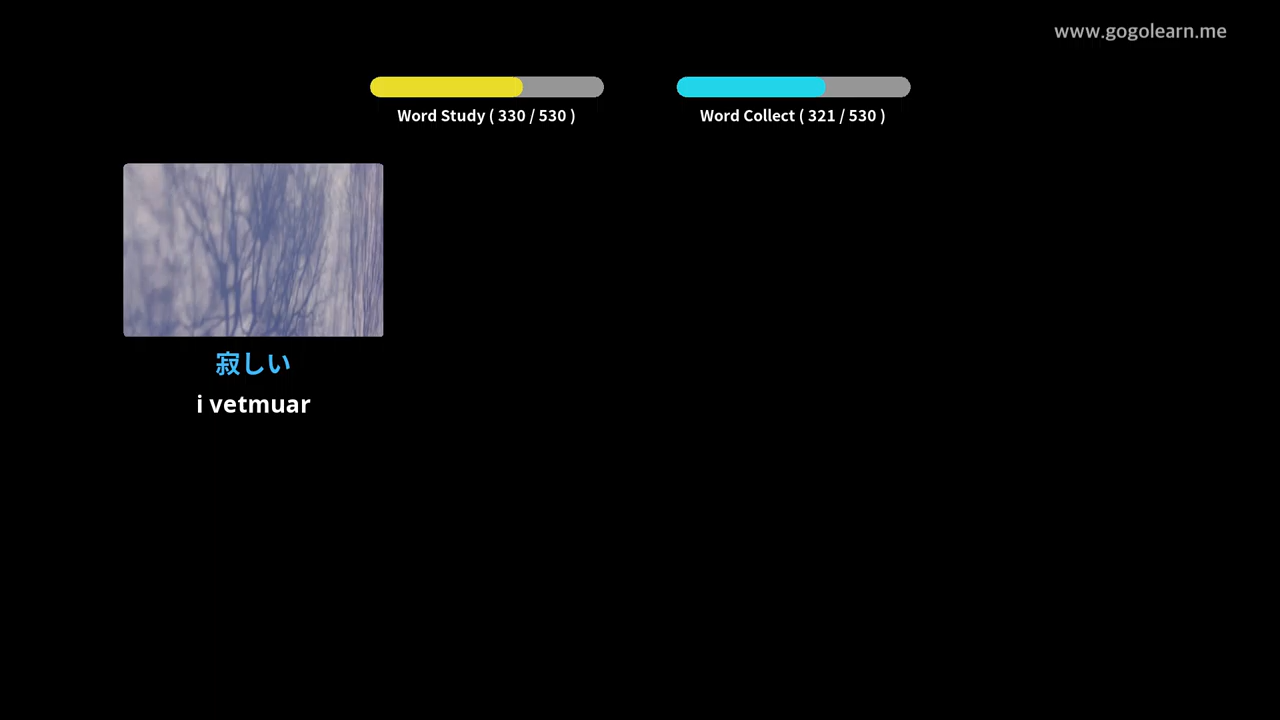 www.gogolearn.me
Word Study ( 330 / 530 )
Word Collect ( 321 / 530 )
寂しい
i vetmuar